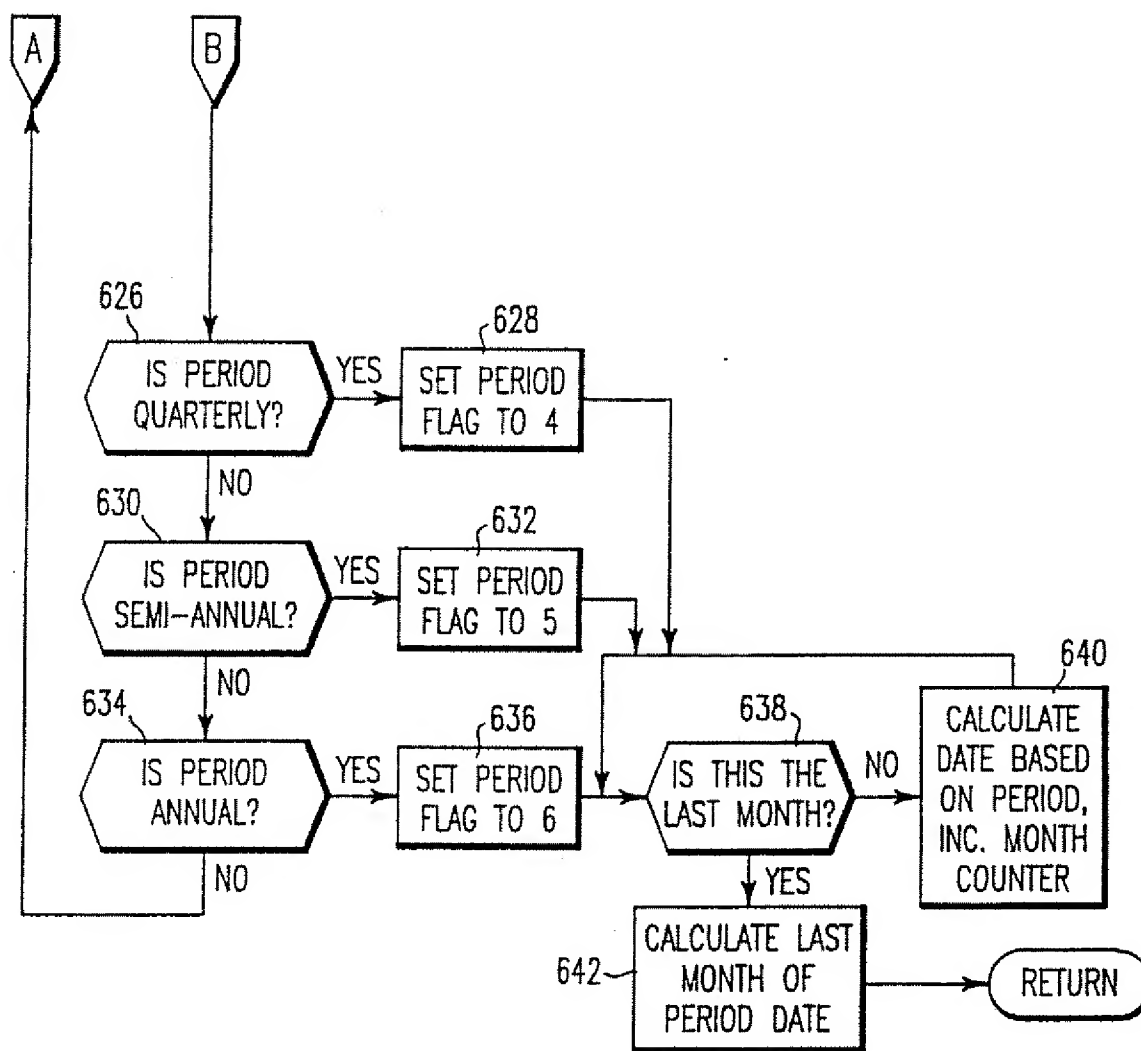 A
B
626
IS PERIOD
QUARTERLY?
YES
628
SET PERIOD
FLAG TO 4
NO
630
IS PERIOD
SEMI-ANNUAL?
YES
632
SET PERIOD
FLAG TO 5
NO
634
IS PERIOD
ANNUAL?
YES
636
SET PERIOD
FLAG TO 6
NO
638
IS THIS THE
LAST MONTH?
NO
640
CALCULATE
DATE BASED
ON PERIOD,
INC. MONTH
COUNTER
YES
642
CALCULATE LAST
MONTH OF
PERIOD DATE
RETURN